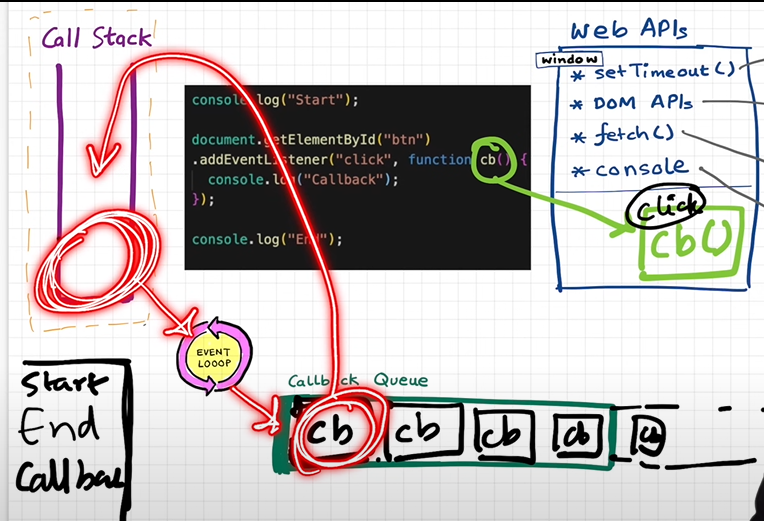 Call Stack
Web APIs
window
* setTimeout()
* DOM APIs
* fetch()
* console
click
cb()
console.log("Start");
document.getElementById("btn")
.addEventListener("click", function cb() {
console.log("Callback");
});
console.log("End");
EVENT
LOOOP
Start
End
Callbac
Callback Queue
cb cb cb cb cb